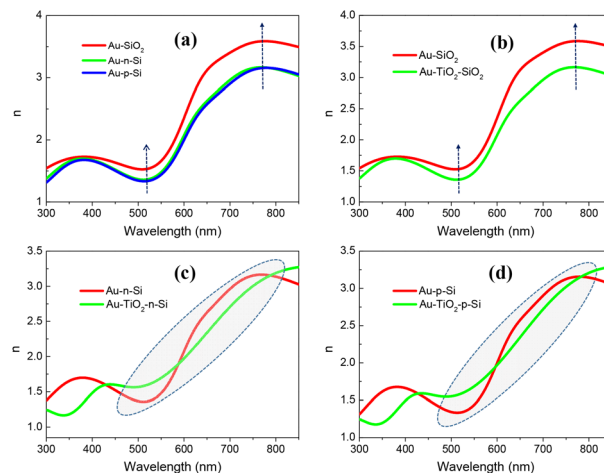 (a)
Au-SiO₂
Au-n-Si
Au-p-Si
4
3
2
1
n
300 400 500 600 700 800
Wavelength (nm)
(b)
Au-SiO₂
Au-TiO₂-SiO₂
4.0
3.5
3.0
2.5
2.0
1.5
1.0
n
300 400 500 600 700 800
Wavelength (nm)
(c)
Au-n-Si
Au-TiO₂-n-Si
3.5
3.0
2.5
2.0
1.5
1.0
n
300 400 500 600 700 800
Wavelength (nm)
(d)
Au-p-Si
Au-TiO₂-p-Si
3.5
3.0
2.5
2.0
1.5
1.0
n
300 400 500 600 700 800
Wavelength (nm)